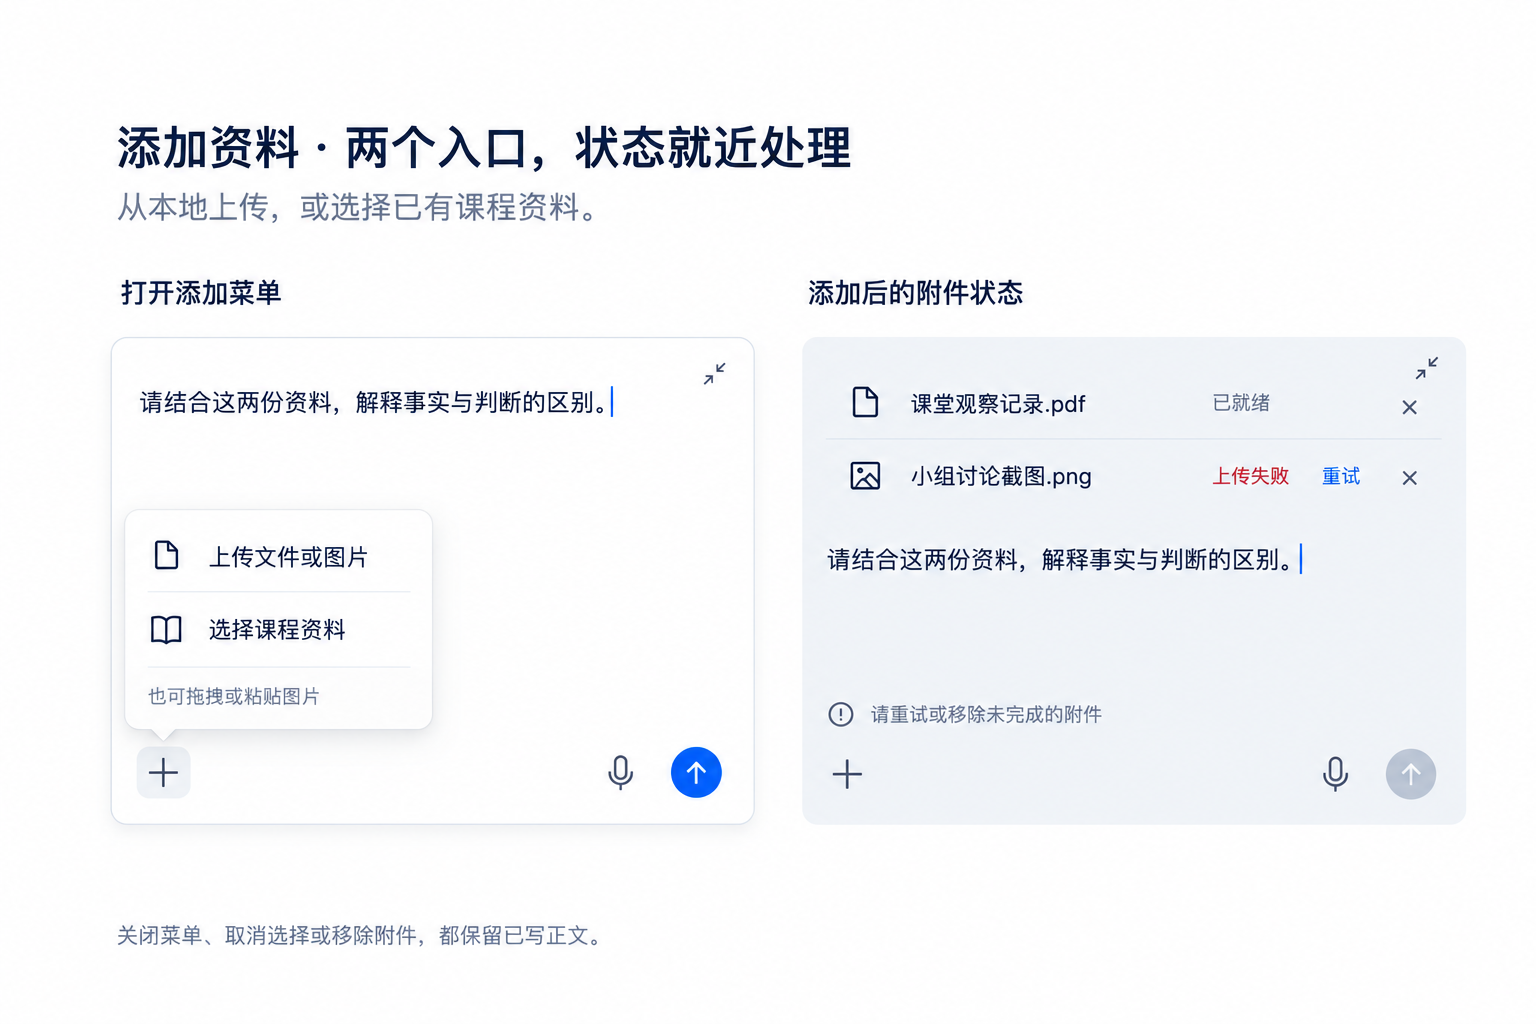 添加资料 · 两个入口，状态就近处理
从本地上传，或选择已有课程资料。
打开添加菜单
请结合这两份资料，解释事实与判断的区别。
上传文件或图片
选择课程资料
也可拖拽或粘贴图片
添加后的附件状态
课堂观察记录.pdf 已就绪
小组讨论截图.png 上传失败 重试
请结合这两份资料，解释事实与判断的区别。
请重试或移除未完成的附件
关闭菜单、取消选择或移除附件，都保留已写正文。